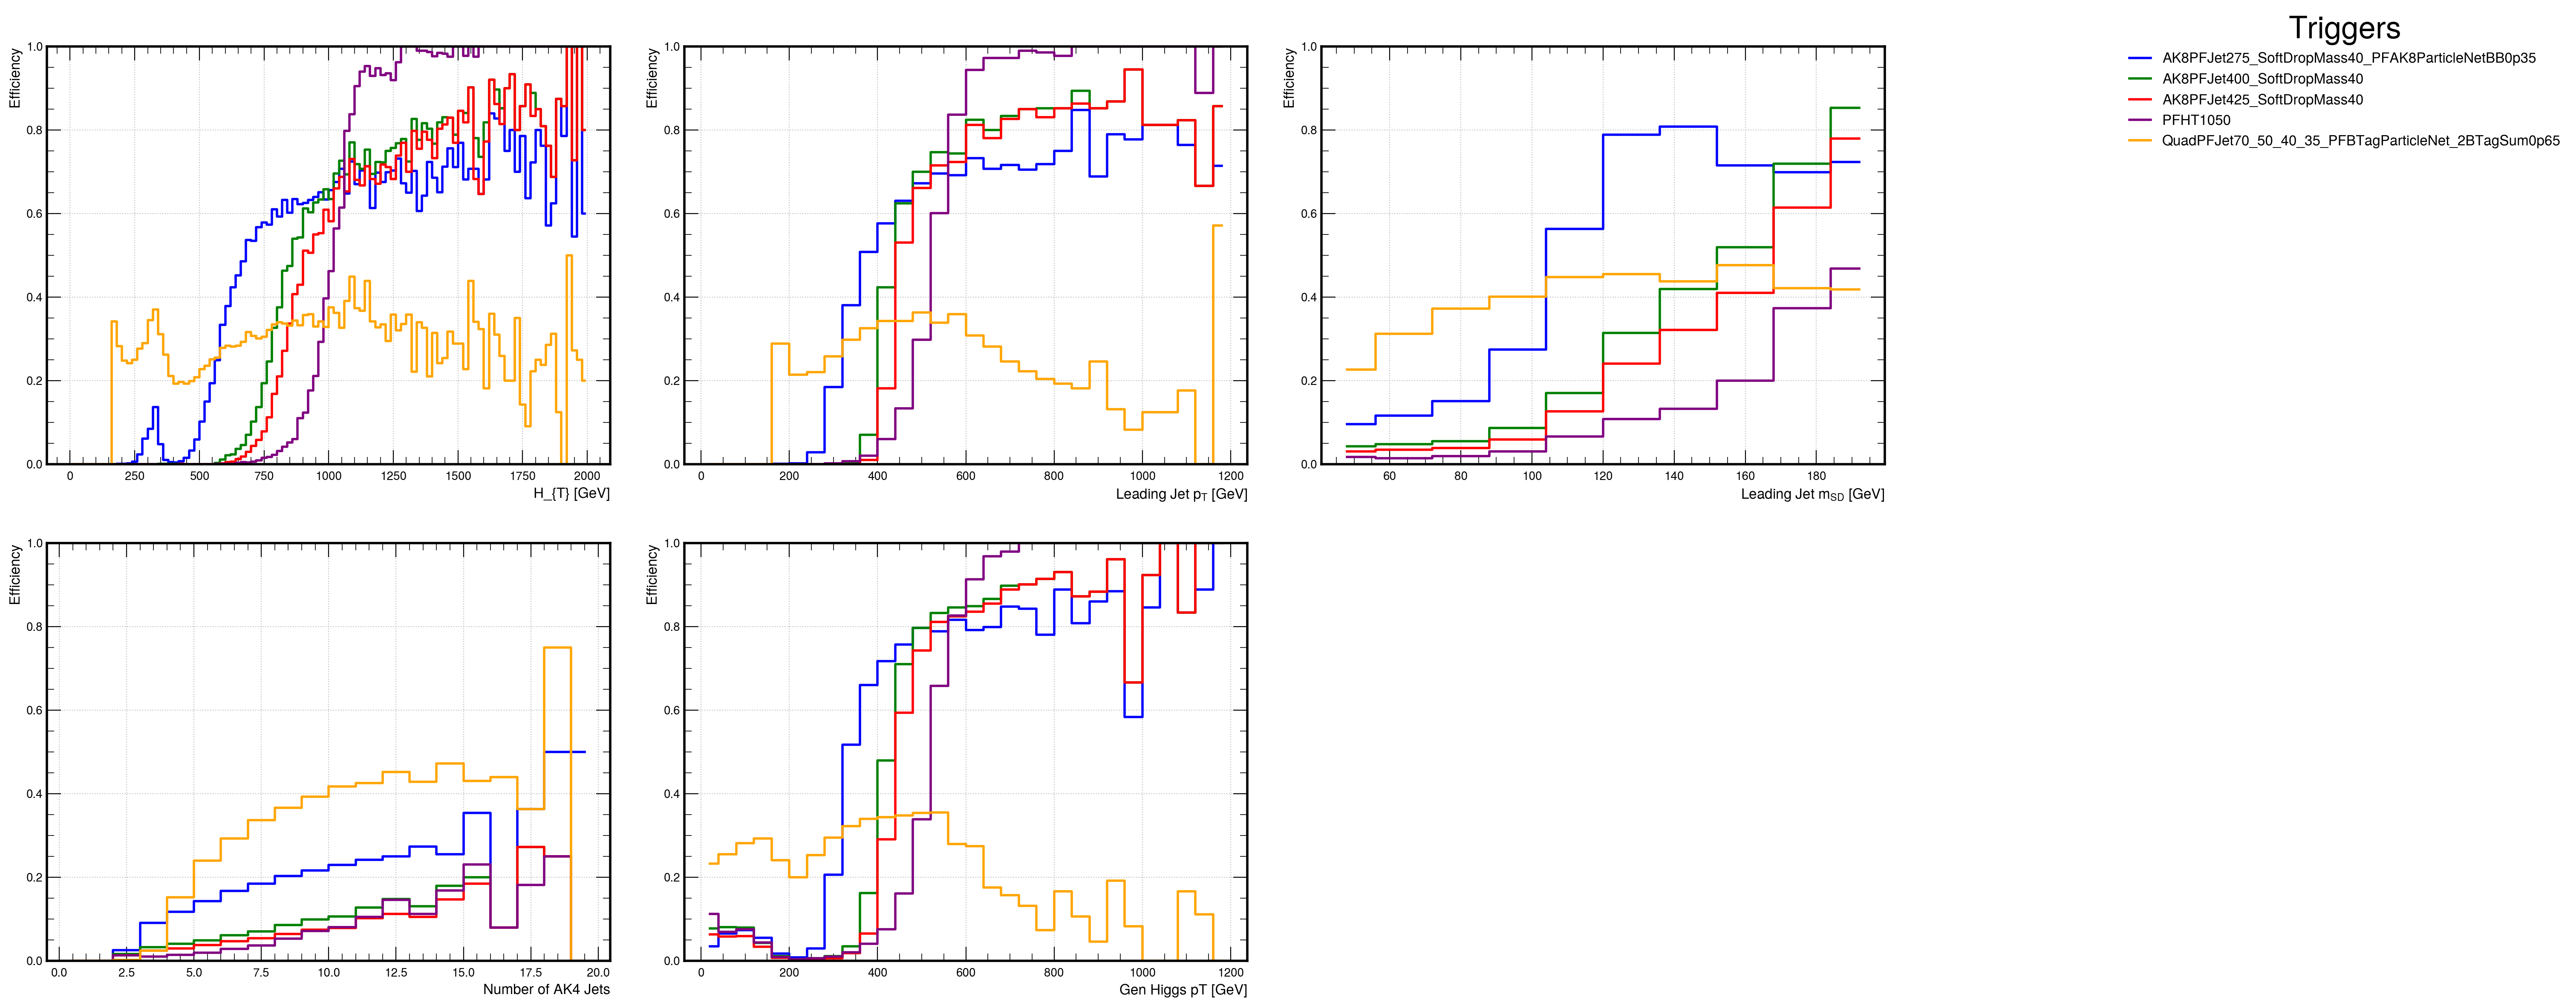 Triggers
AK8PFJet275_SoftDropMass40_PFAK8ParticleNetBB0p35
AK8PFJet400_SoftDropMass40
AK8PFJet425_SoftDropMass40
PFHT1050
QuadPFJet70_50_40_35_PFBTagParticleNet_2BTagSum0p65
Efficiency
1.0
0.8
0.6
0.4
0.2
0.0
0 250 500 750 1000 1250 1500 1750 2000
H_{T} [GeV]
Efficiency
1.0
0.8
0.6
0.4
0.2
0.0
0 200 400 600 800 1000 1200
Leading Jet pT [GeV]
Efficiency
1.0
0.8
0.6
0.4
0.2
0.0
60 80 100 120 140 160 180
Leading Jet mSD [GeV]
Efficiency
1.0
0.8
0.6
0.4
0.2
0.0
0.0 2.5 5.0 7.5 10.0 12.5 15.0 17.5 20.0
Number of AK4 Jets
Efficiency
1.0
0.8
0.6
0.4
0.2
0.0
0 200 400 600 800 1000 1200
Gen Higgs pT [GeV]